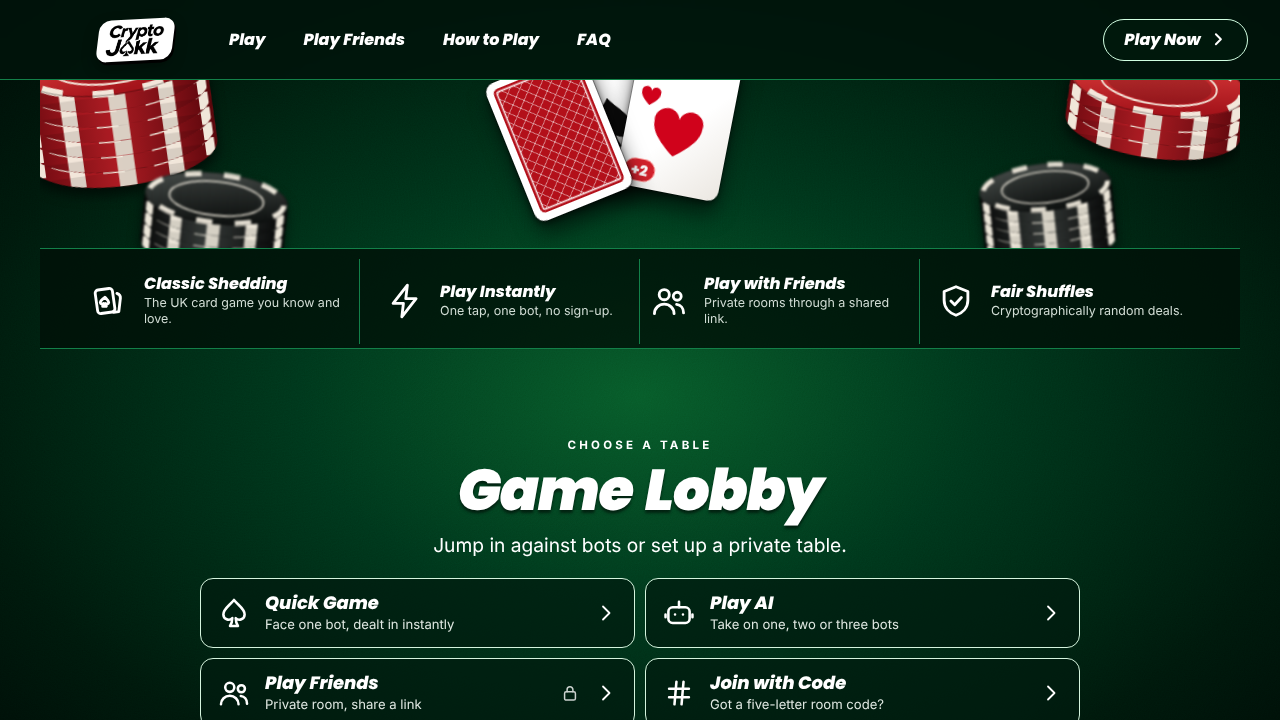 Crypto
Jokk
Play
Play Friends
How to Play
FAQ
Play Now
+2
Classic Shedding
The UK card game you know and
love.
Play Instantly
One tap, one bot, no sign-up.
Play with Friends
Private rooms through a shared
link.
Fair Shuffles
Cryptographically random deals.
CHOOSE A TABLE
Game Lobby
Jump in against bots or set up a private table.
Quick Game
Face one bot, dealt in instantly
Play AI
Take on one, two or three bots
Play Friends
Private room, share a link
Join with Code
Got a five-letter room code?